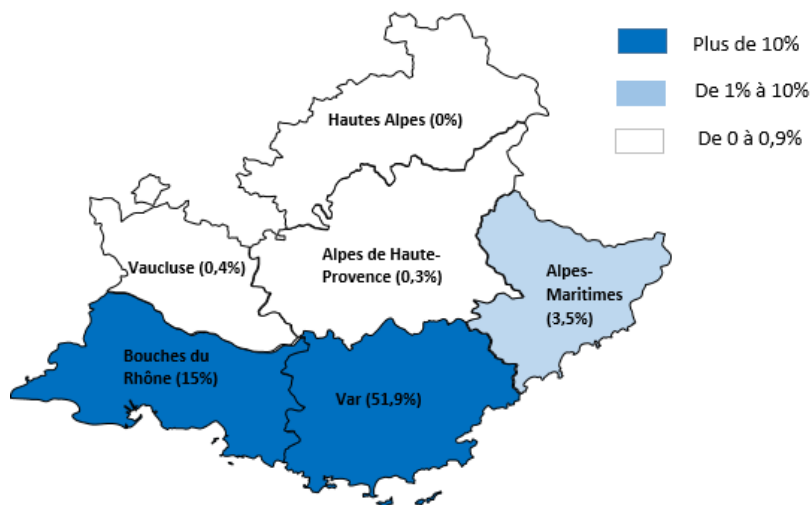 Plus de 10%
De 1% à 10%
De 0 à 0,9%
Hautes Alpes (0%)
Vaucluse (0,4%)
Alpes de Haute-
Provence (0,3%)
Alpes-
Maritimes
(3,5%)
Bouches du
Rhône (15%)
Var (51,9%)